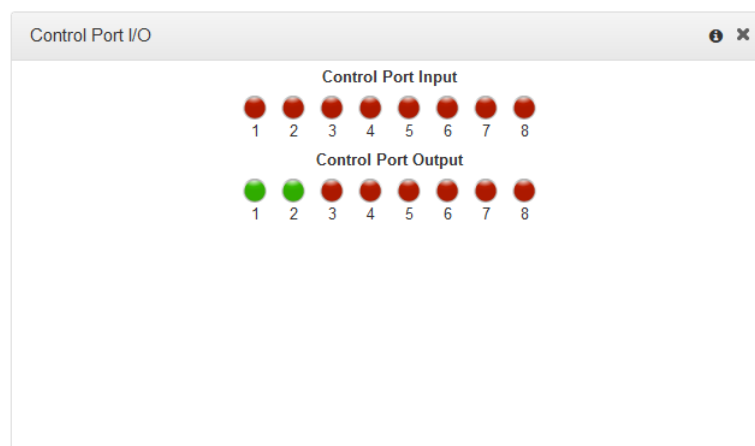 Control Port I/O
Control Port Input
1 2 3 4 5 6 7 8
Control Port Output
1 2 3 4 5 6 7 8